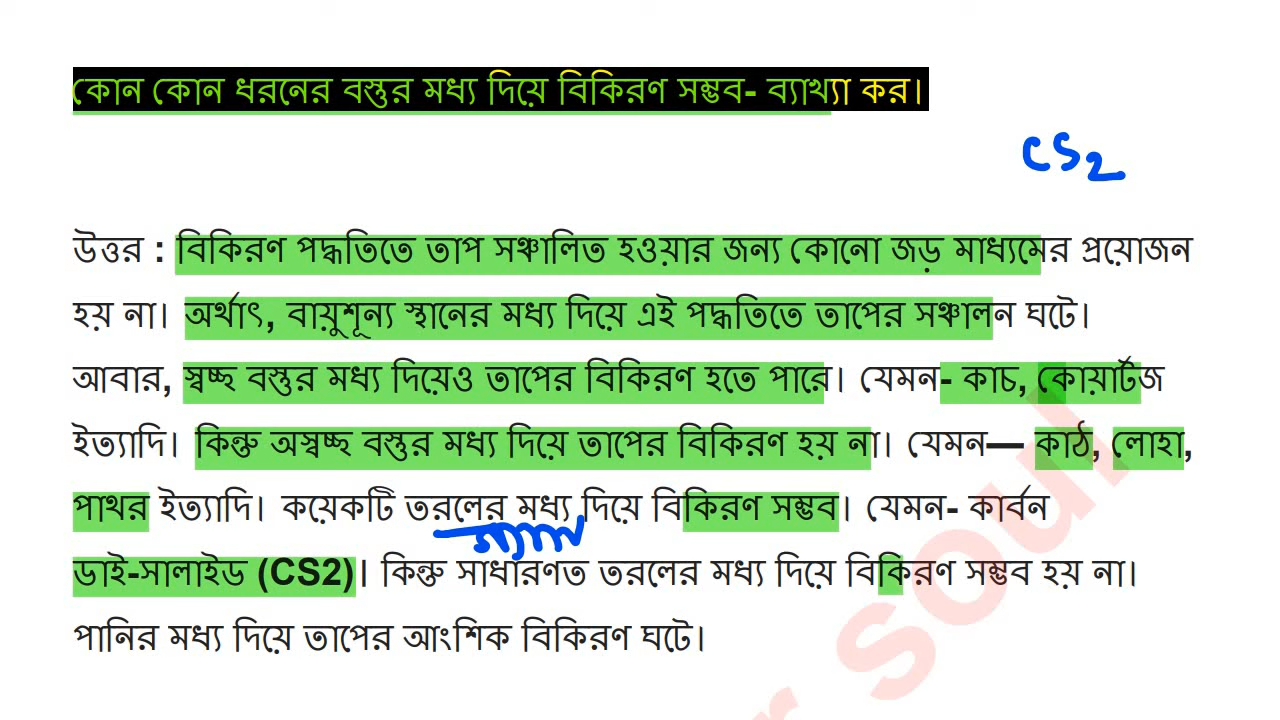 কোন কোন ধরনের বস্তুর মধ্য দিয়ে বিকিরণ সম্ভব- ব্যাখ্যা কর।
CS2
উত্তর : বিকিরণ পদ্ধতিতে তাপ সঞ্চালিত হওয়ার জন্য কোনো জড় মাধ্যমের প্রয়োজন
হয় না। অর্থাৎ, বায়ুশূন্য স্থানের মধ্য দিয়ে এই পদ্ধতিতে তাপের সঞ্চালন ঘটে।
আবার, স্বচ্ছ বস্তুর মধ্য দিয়েও তাপের বিকিরণ হতে পারে। যেমন- কাচ, কোয়ার্টজ
ইত্যাদি। কিন্তু অস্বচ্ছ বস্তুর মধ্য দিয়ে তাপের বিকিরণ হয় না। যেমন— কাঠ, লোহা,
পাথর ইত্যাদি। কয়েকটি তরলের মধ্য দিয়ে বিকিরণ সম্ভব। যেমন- কার্বন
ডাই-সালাইড (CS2)। কিন্তু সাধারণত তরলের মধ্য দিয়ে বিকিরণ সম্ভব হয় না।
পানির মধ্য দিয়ে তাপের আংশিক বিকিরণ ঘটে।
soul